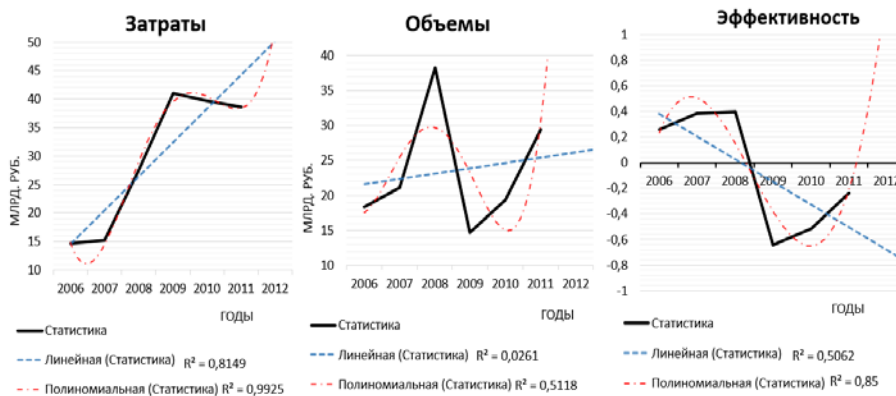 Затраты
МЛРД. РУБ.
50
45
40
35
30
25
20
15
10
2006 2007 2008 2009 2010 2011 2012
ГОДЫ
Статистика
Линейная (Статистика) R² = 0,8149
Полиномиальная (Статистика) R² = 0,9925
Объемы
МЛРД. РУБ.
40
35
30
25
20
15
10
2006 2007 2008 2009 2010 2011 2012
ГОДЫ
Статистика
Линейная (Статистика) R² = 0,0261
Полиномиальная (Статистика) R² = 0,5118
Эффективность
1
0,8
0,6
0,4
0,2
0
-0,2
-0,4
-0,6
-0,8
-1
2006 2007 2008 2009 2010 2011 2012
ГОДЫ
Статистика
Линейная (Статистика) R² = 0,5062
Полиномиальная (Статистика) R² = 0,85